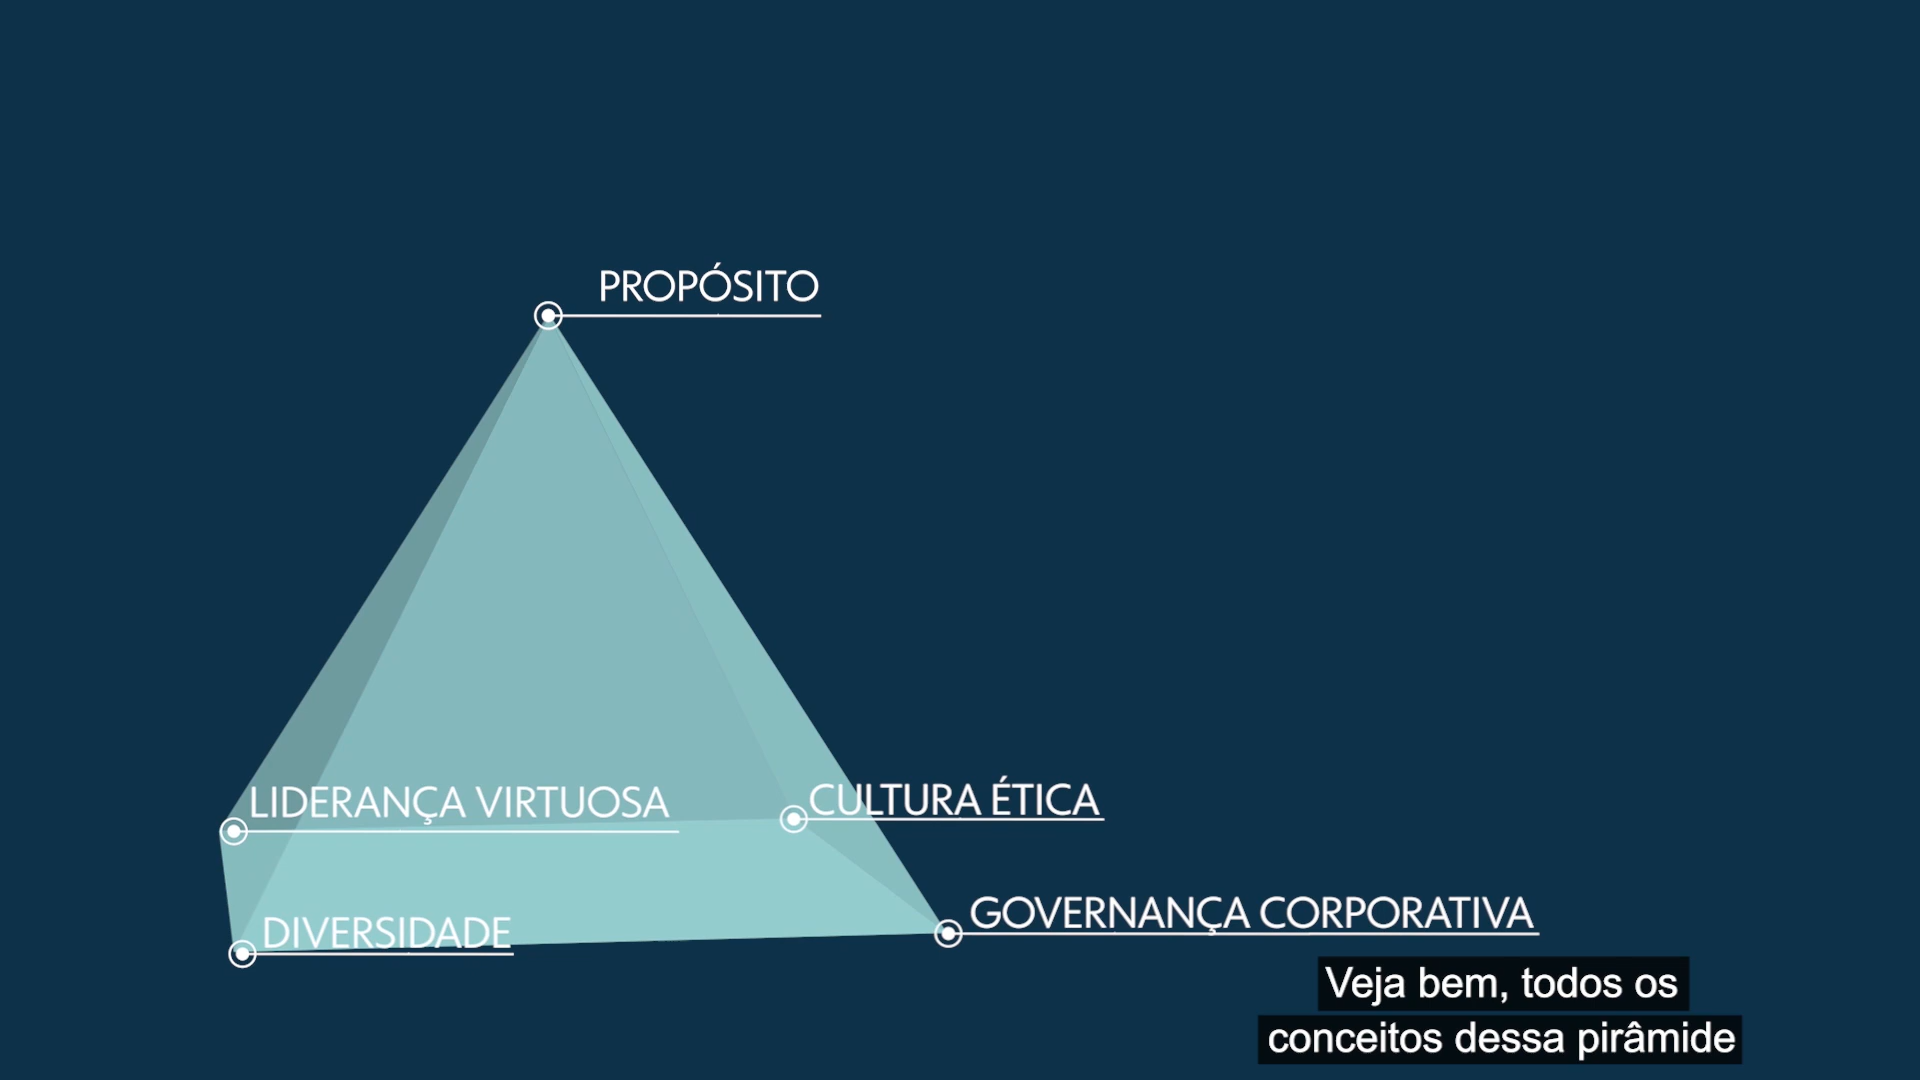 PROPÓSITO
LIDERANÇA VIRTUOSA
CULTURA ÉTICA
DIVERSIDADE
GOVERNANÇA CORPORATIVA
Veja bem, todos os
conceitos dessa pirâmide